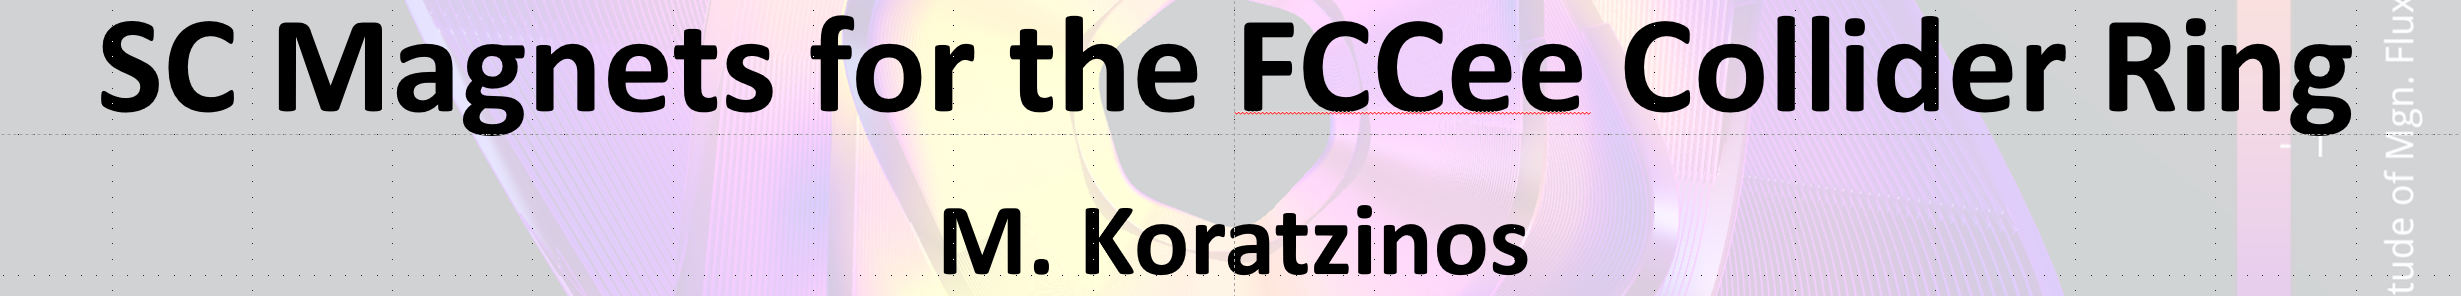 SC Magnets for the FCCee Collider Ring
M. Koratzinos
tude of Mgn. Flux